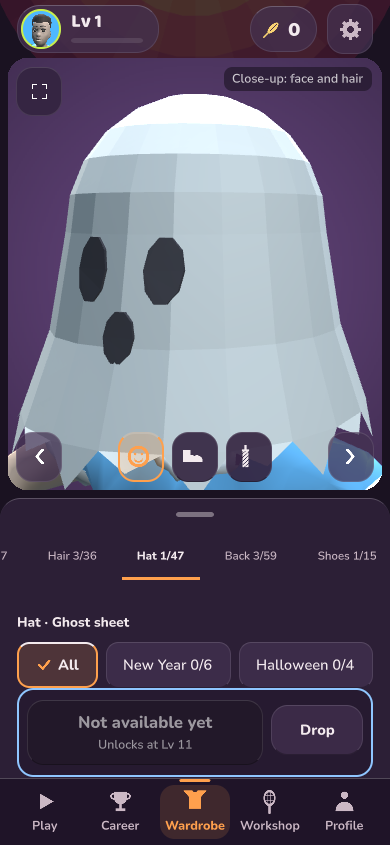 Lv 1
0
Close-up: face and hair
7
Hair 3/36
Hat 1/47
Back 3/59
Shoes 1/15
Hat · Ghost sheet
All
New Year 0/6
Halloween 0/4
Not available yet
Unlocks at Lv 11
Drop
Play
Career
Wardrobe
Workshop
Profile